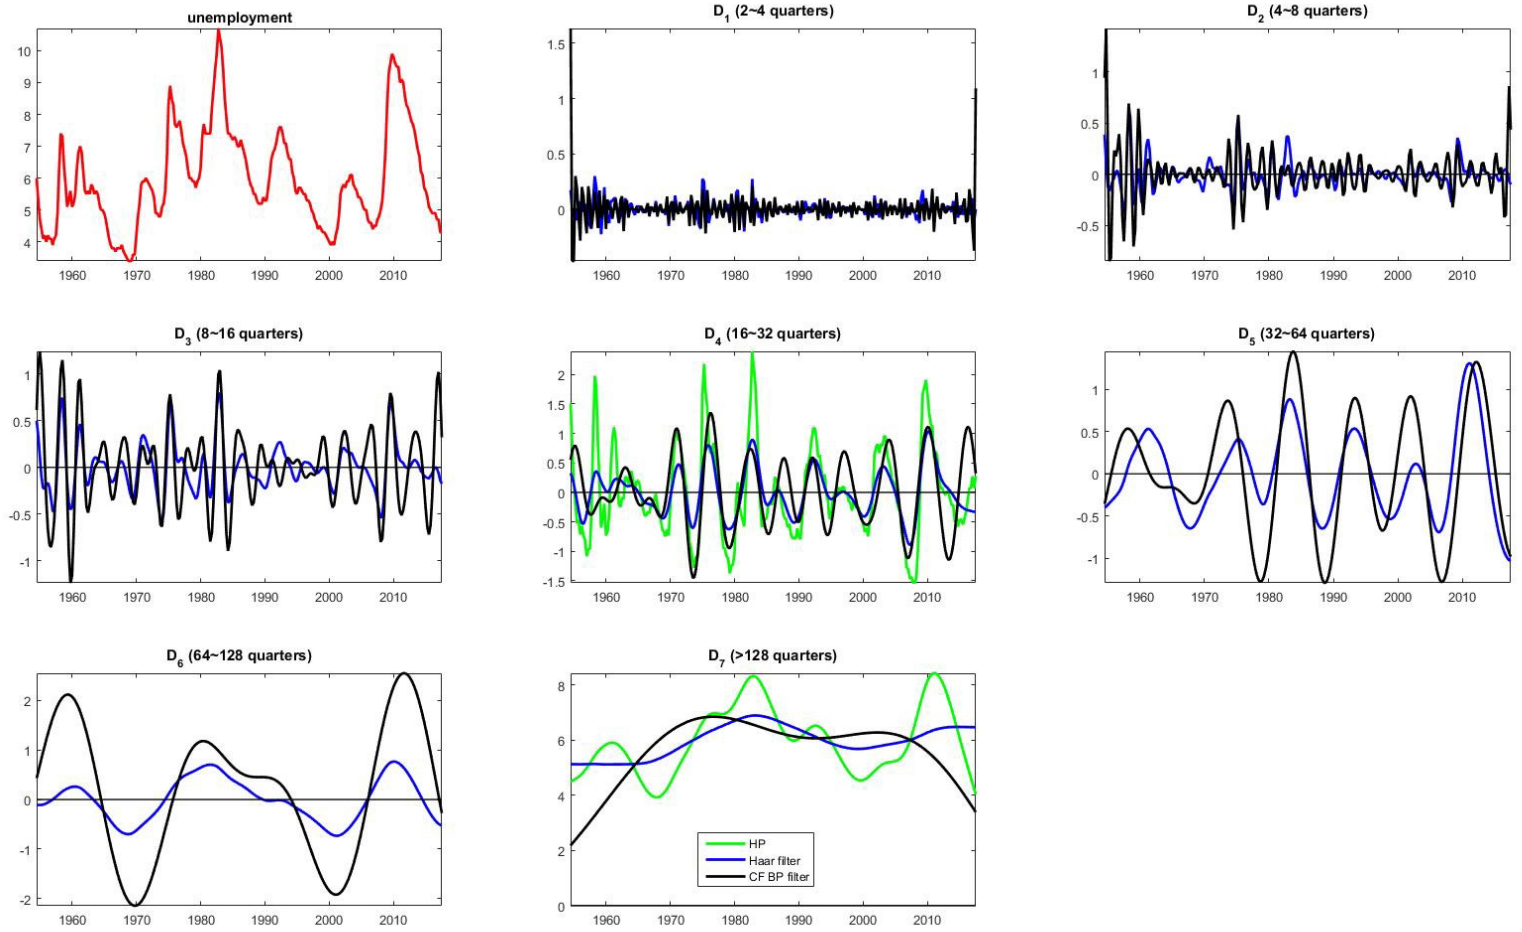 unemployment
10
9
8
7
6
5
4
1960 1970 1980 1990 2000 2010
D1 (2~4 quarters)
1.5
1
0.5
0
1960 1970 1980 1990 2000 2010
D2 (4~8 quarters)
1
0.5
0
-0.5
1960 1970 1980 1990 2000 2010
D3 (8~16 quarters)
1
0.5
0
-0.5
-1
1960 1970 1980 1990 2000 2010
D4 (16~32 quarters)
2
1.5
1
0.5
0
-0.5
-1
-1.5
1960 1970 1980 1990 2000 2010
D5 (32~64 quarters)
1
0.5
0
-0.5
-1
1960 1970 1980 1990 2000 2010
D6 (64~128 quarters)
2
1
0
-1
-2
1960 1970 1980 1990 2000 2010
D7 (>128 quarters)
8
6
4
2
0
HP
Haar filter
CF BP filter
1960 1970 1980 1990 2000 2010